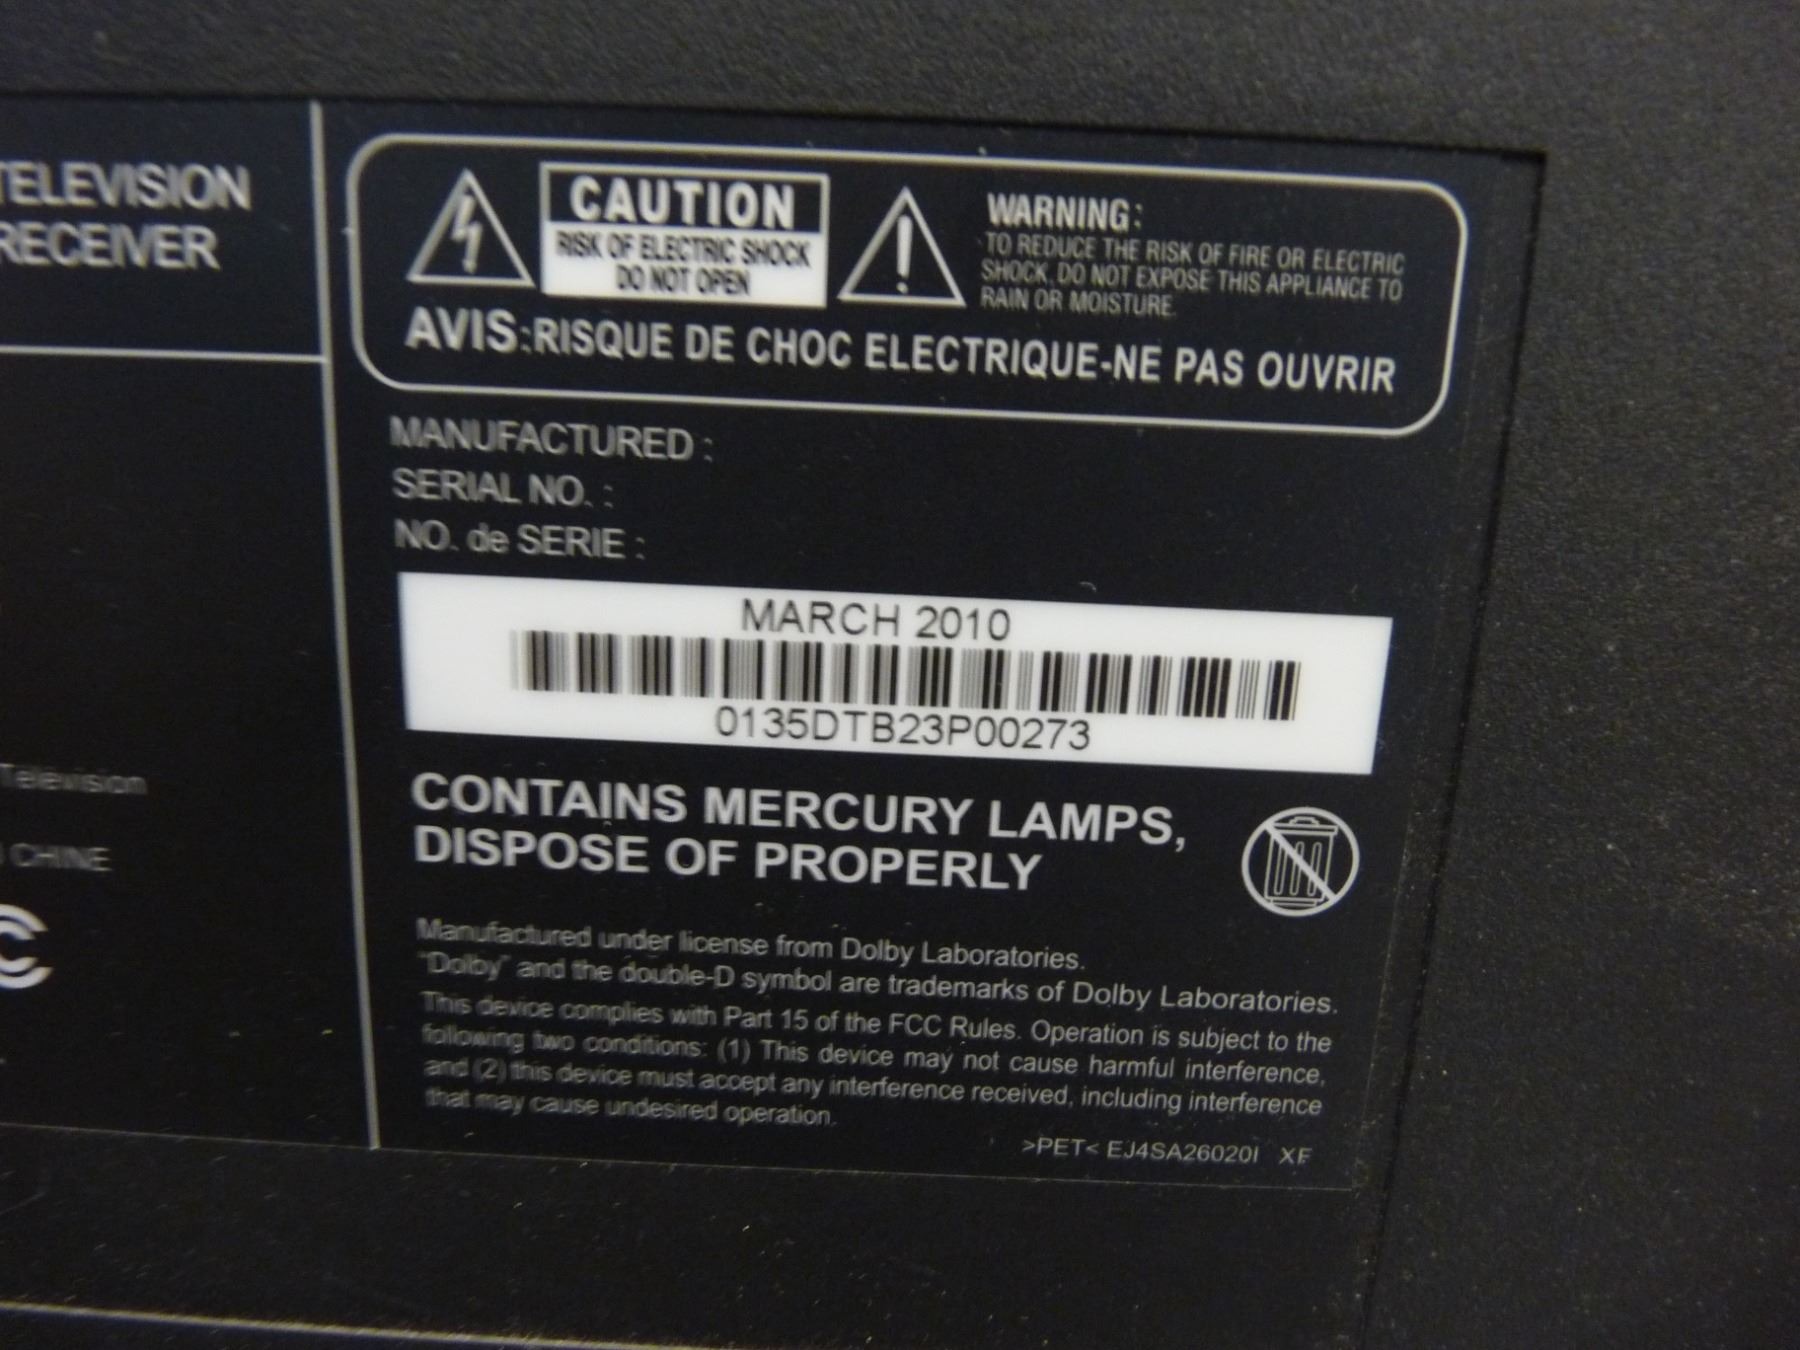 TELEVISION
RECEIVER
Television
CHINE
CAUTION
RISK OF ELECTRIC SHOCK
DO NOT OPEN
WARNING:
TO REDUCE THE RISK OF FIRE OR ELECTRIC
SHOCK, DO NOT EXPOSE THIS APPLIANCE TO
RAIN OR MOISTURE.
AVIS:RISQUE DE CHOC ELECTRIQUE-NE PAS OUVRIR
MANUFACTURED :
SERIAL NO. :
NO. de SERIE :
MARCH 2010
0135DTB23P00273
CONTAINS MERCURY LAMPS,
DISPOSE OF PROPERLY
Manufactured under license from Dolby Laboratories.
"Dolby" and the double-D symbol are trademarks of Dolby Laboratories.
This device complies with Part 15 of the FCC Rules. Operation is subject to the
following two conditions: (1) This device may not cause harmful interference,
and (2) this device must accept any interference received, including interference
that may cause undesired operation.
>PET< EJ4SA26020I XF